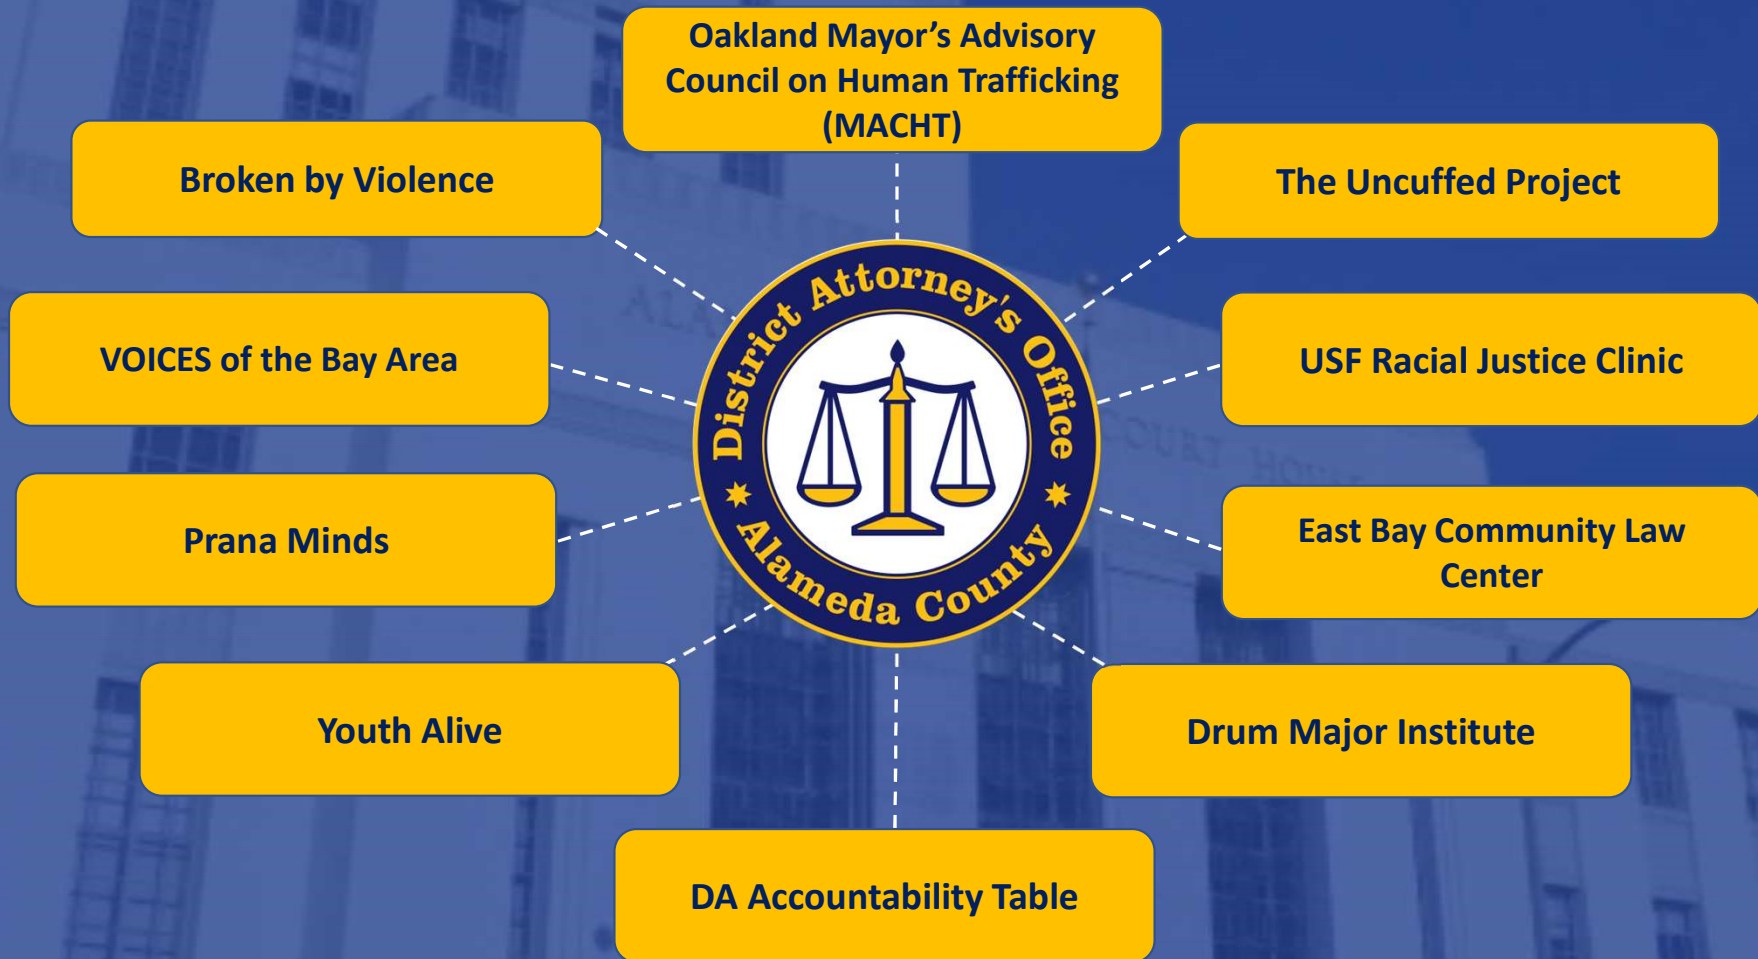 Oakland Mayor’s Advisory
Council on Human Trafficking
(MACHT)
Broken by Violence
The Uncuffed Project
VOICES of the Bay Area
USF Racial Justice Clinic
District Attorney's Office
Alameda County
Prana Minds
East Bay Community Law
Center
Youth Alive
Drum Major Institute
DA Accountability Table
COURT HOUSE